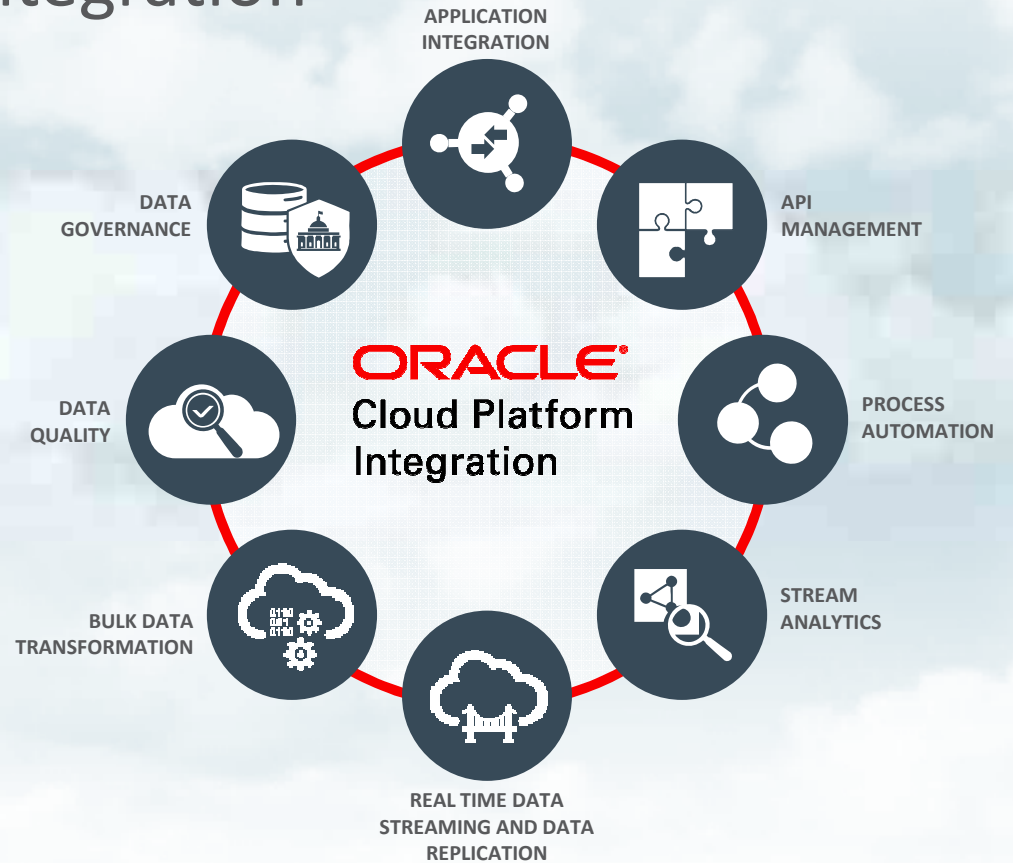 APPLICATION
INTEGRATION
DATA
GOVERNANCE
API
MANAGEMENT
ORACLE
Cloud Platform
Integration
DATA
QUALITY
PROCESS
AUTOMATION
BULK DATA
TRANSFORMATION
STREAM
ANALYTICS
REAL TIME DATA
STREAMING AND DATA
REPLICATION